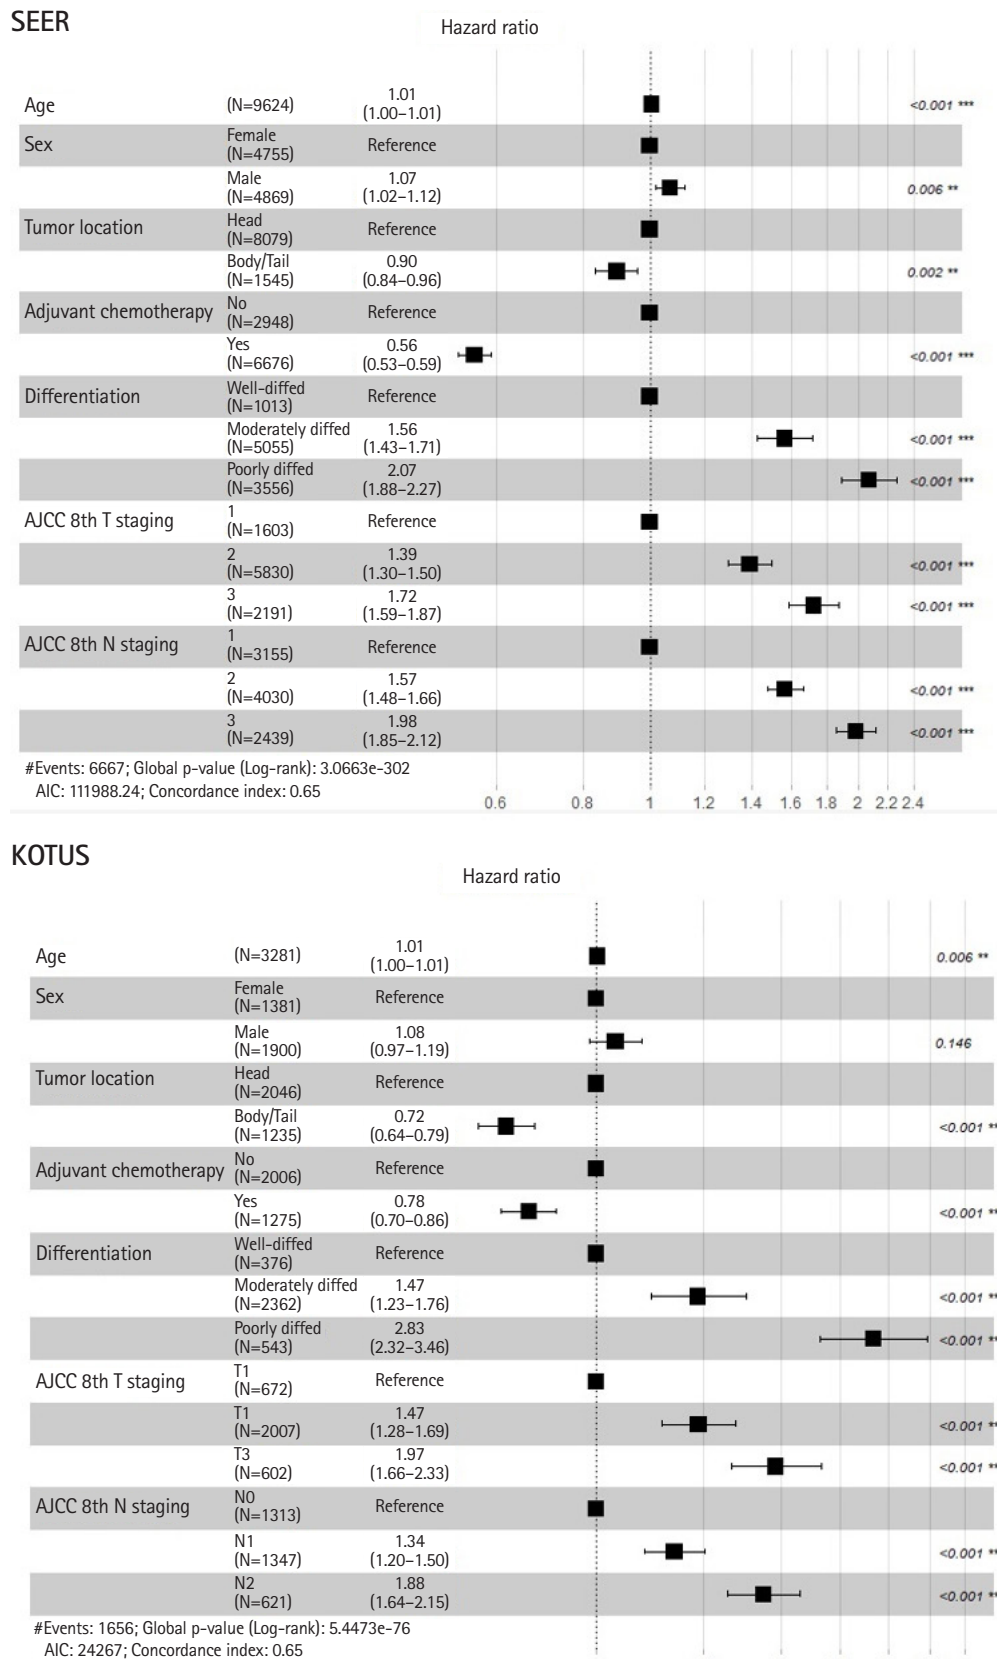 SEER
Hazard ratio
Age (N=9624) 1.01 <0.001 ***
(1.00–1.01)
Sex Female Reference
(N=4755)
Male 1.07 0.006 **
(N=4869) (1.02–1.12)
Tumor location Head Reference
(N=8079)
Body/Tail 0.90 0.002 **
(N=1545) (0.84–0.96)
Adjuvant chemotherapy No Reference
(N=2948)
Yes 0.56 <0.001 ***
(N=6676) (0.53–0.59)
Differentiation Well-diffed Reference
(N=1013)
Moderately diffed 1.56 <0.001 ***
(N=5055) (1.43–1.71)
Poorly diffed 2.07 <0.001 ***
(N=3556) (1.88–2.27)
AJCC 8th T staging 1 Reference
(N=1603)
2 1.39 <0.001 ***
(N=5830) (1.30–1.50)
3 1.72 <0.001 ***
(N=2191) (1.59–1.87)
AJCC 8th N staging 1 Reference
(N=3155)
2 1.57 <0.001 ***
(N=4030) (1.48–1.66)
3 1.98 <0.001 ***
(N=2439) (1.85–2.12)
#Events: 6667; Global p-value (Log-rank): 3.0663e-302
AIC: 111988.24; Concordance index: 0.65
0.6 0.8 1 1.2 1.4 1.6 1.8 2 2.2 2.4
KOTUS
Hazard ratio
Age (N=3281) 1.01 0.006 **
(1.00–1.01)
Sex Female Reference
(N=1381)
Male 1.08 0.146
(N=1900) (0.97–1.19)
Tumor location Head Reference
(N=2046)
Body/Tail 0.72 <0.001 **
(N=1235) (0.64–0.79)
Adjuvant chemotherapy No Reference
(N=2006)
Yes 0.78 <0.001 **
(N=1275) (0.70–0.86)
Differentiation Well-diffed Reference
(N=376)
Moderately diffed 1.47 <0.001 **
(N=2362) (1.23–1.76)
Poorly diffed 2.83 <0.001 **
(N=543) (2.32–3.46)
AJCC 8th T staging T1 Reference
(N=672)
T1 1.47 <0.001 **
(N=2007) (1.28–1.69)
T3 1.97 <0.001 **
(N=602) (1.66–2.33)
AJCC 8th N staging N0 Reference
(N=1313)
N1 1.34 <0.001 **
(N=1347) (1.20–1.50)
N2 1.88 <0.001 **
(N=621) (1.64–2.15)
#Events: 1656; Global p-value (Log-rank): 5.4473e-76
AIC: 24267; Concordance index: 0.65